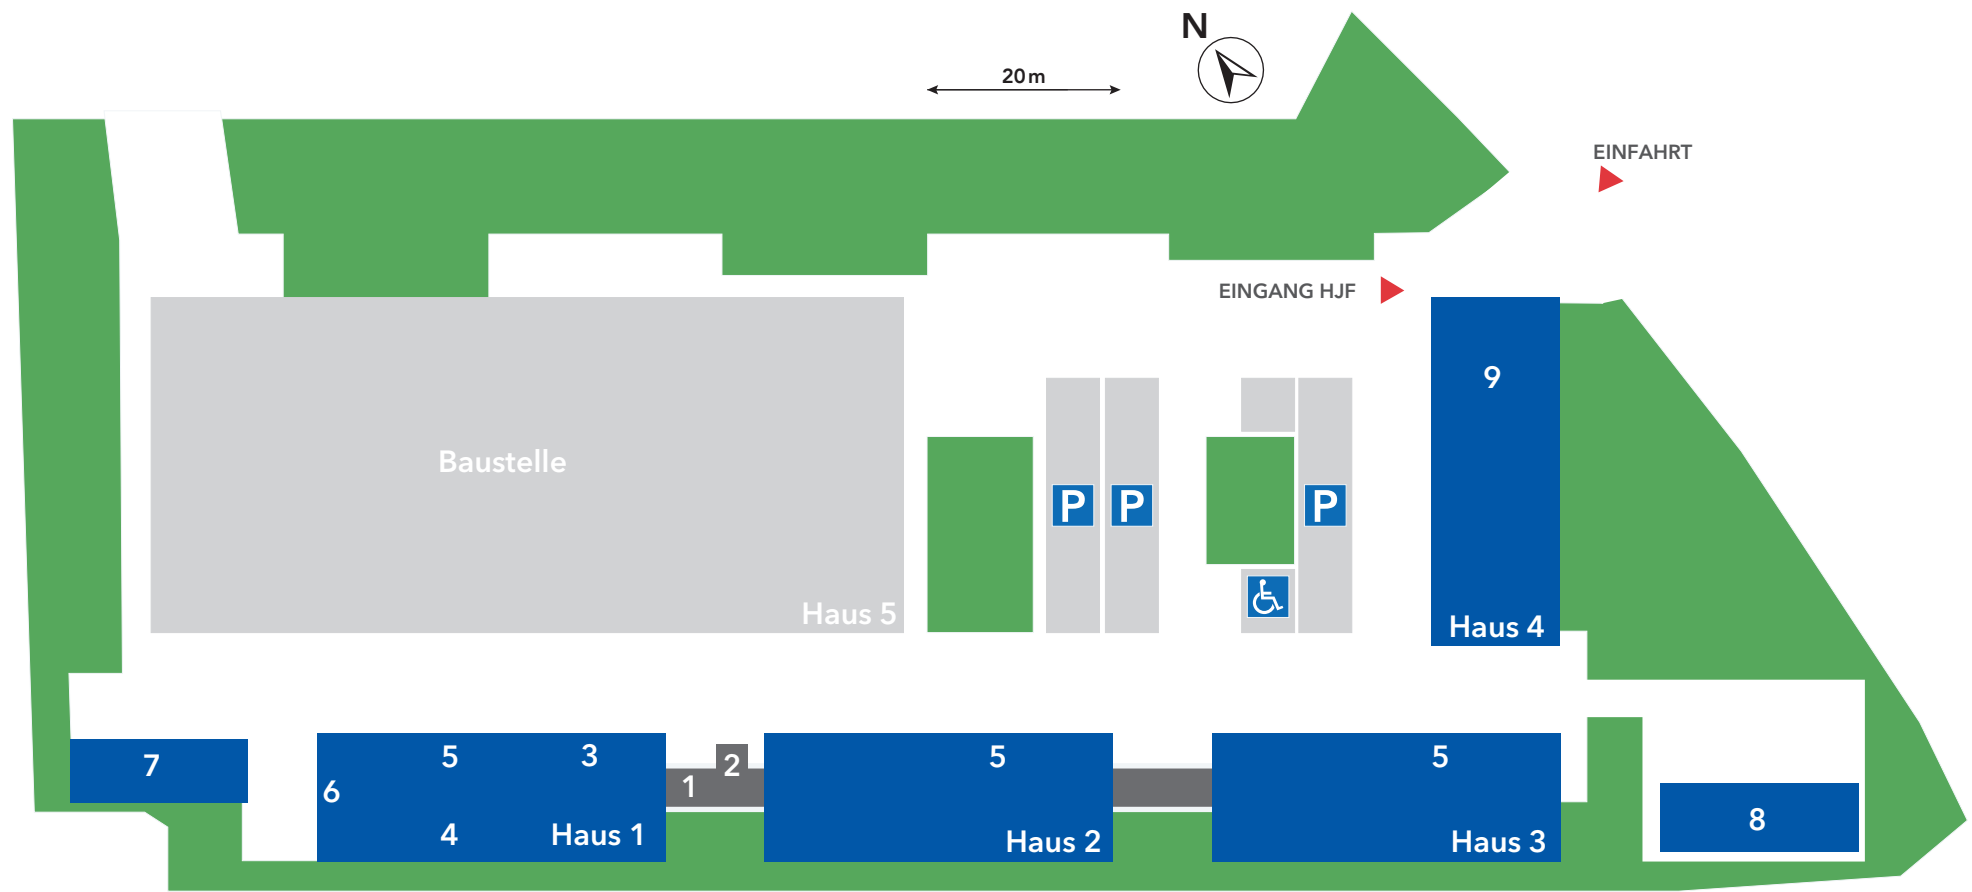 N
20 m
EINFAHRT
EINGANG HJF
9
Baustelle
P P P
Haus 5
Haus 4
7
5 3
2
1
6
4
Haus 1
5
Haus 2
5
Haus 3
8